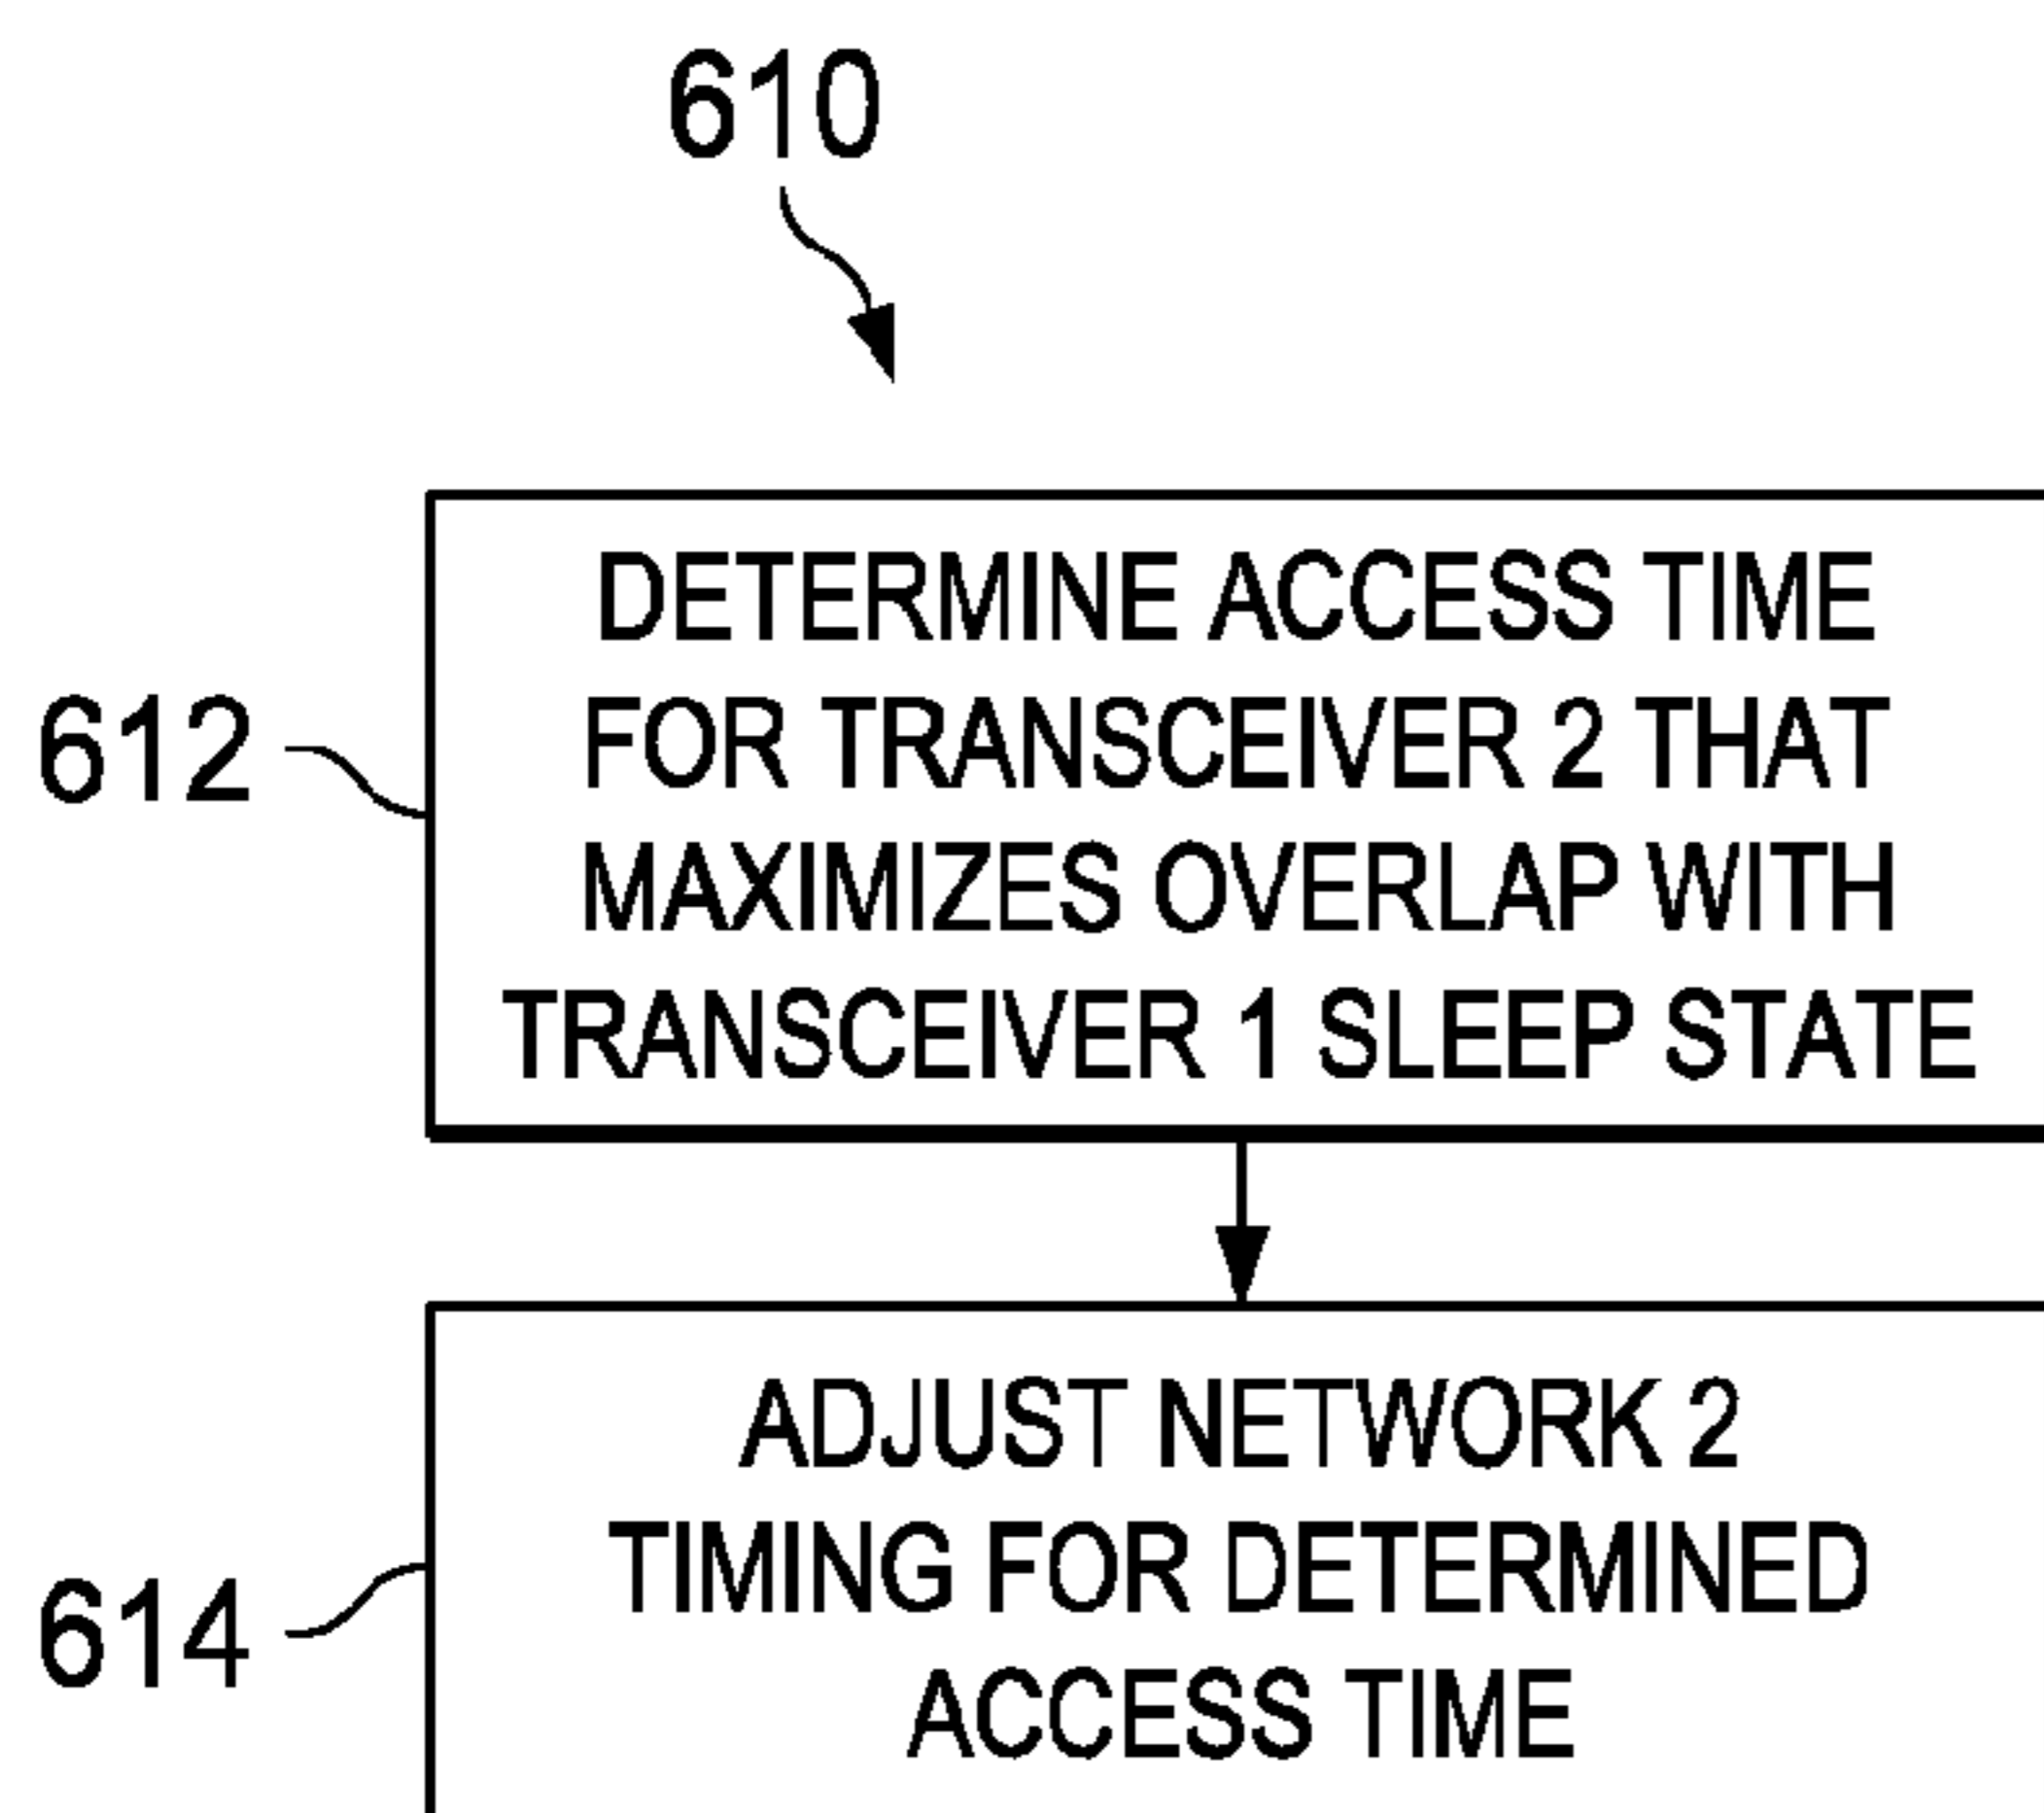 610
612
DETERMINE ACCESS TIME
FOR TRANSCEIVER 2 THAT
MAXIMIZES OVERLAP WITH
TRANSCEIVER 1 SLEEP STATE
614
ADJUST NETWORK 2
TIMING FOR DETERMINED
ACCESS TIME